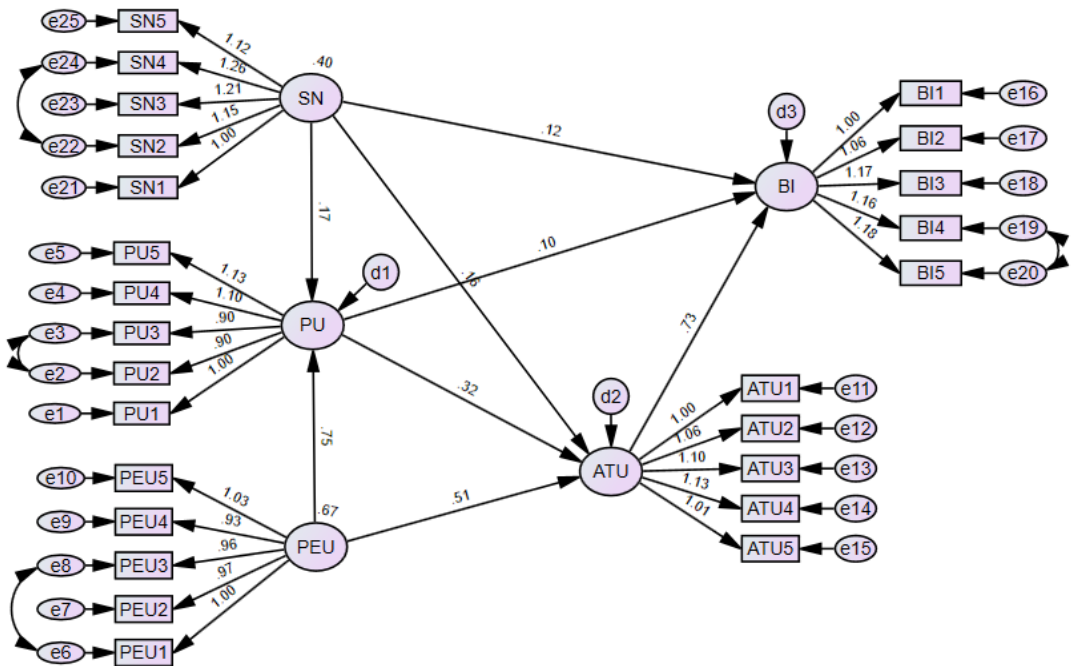 e25 SN5 1.12
e24 SN4 1.26 .40
e23 SN3 1.21 SN
e22 SN2 1.15
e21 SN1 1.00
.12
.17
.16
e5 PU5 1.13 d1
e4 PU4 1.10
e3 PU3 .90 PU
e2 PU2 .90
e1 PU1 1.00
.10
.32
.75
e10 PEU5 1.03 .67
e9 PEU4 .93
e8 PEU3 .96 PEU
e7 PEU2 .97
e6 PEU1 1.00
.51
d3
1.00 BI1 e16
1.06 BI2 e17
BI 1.17 BI3 e18
1.16 BI4 e19
1.18 BI5 e20
.73
d2
1.00 ATU1 e11
1.06 ATU2 e12
ATU 1.10 ATU3 e13
1.13 ATU4 e14
1.01 ATU5 e15